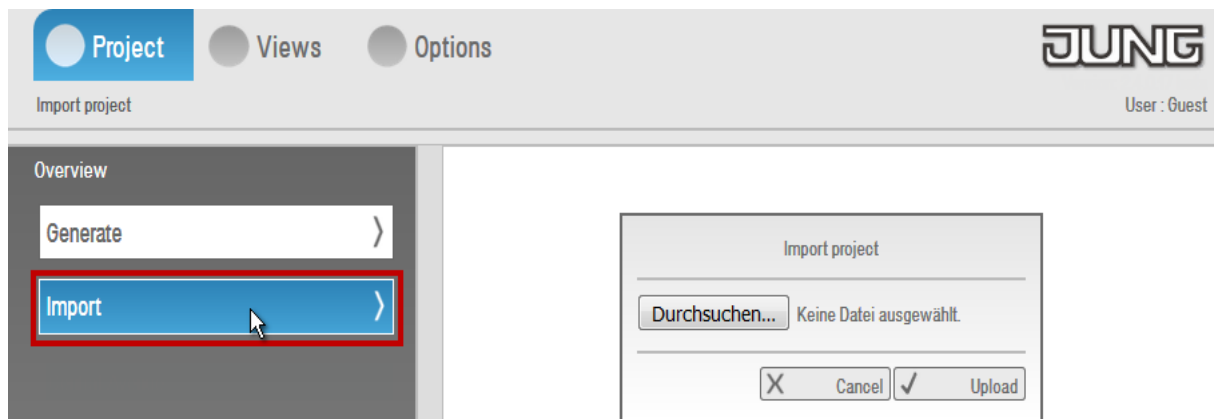 Project Views Options JUNG
Import project User : Guest
Overview
Generate
Import project
Import
Durchsuchen... Keine Datei ausgewählt.
Cancel Upload